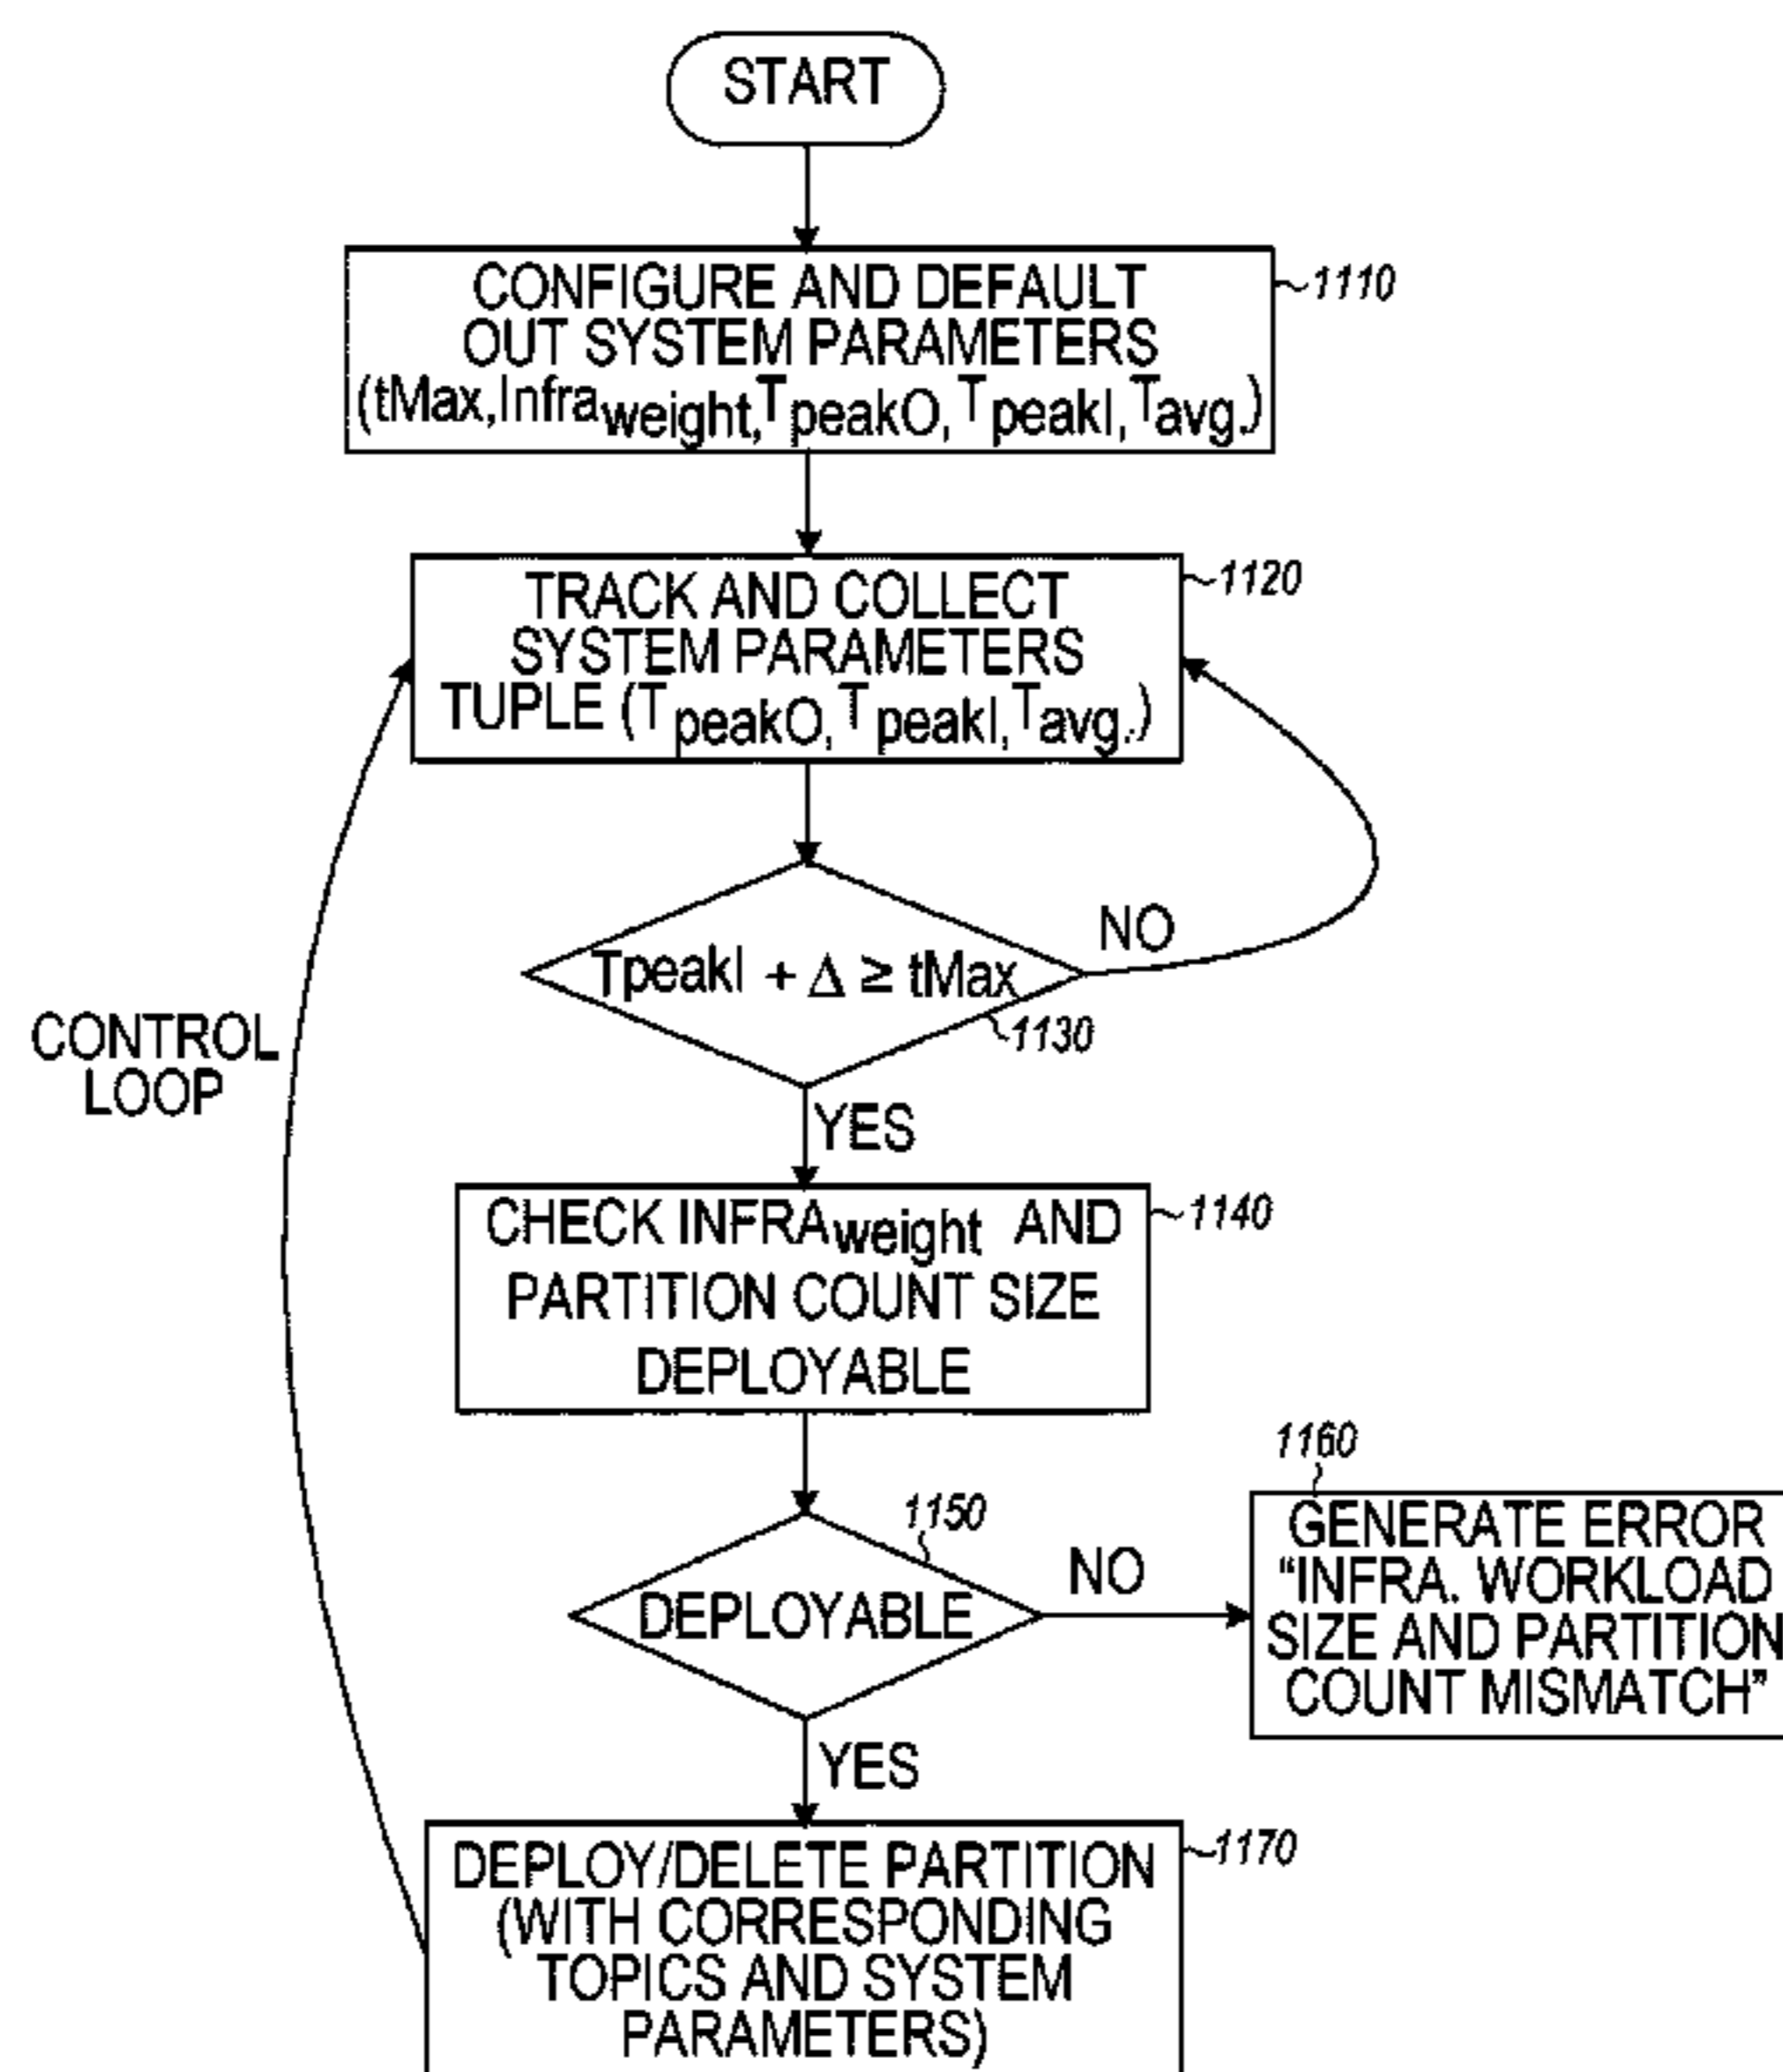 START
CONFIGURE AND DEFAULT
OUT SYSTEM PARAMETERS
(tMax,Infraweight,TpeakO,TpeakI,Tavg.)
1110
TRACK AND COLLECT
SYSTEM PARAMETERS
TUPLE (TpeakO,TpeakI,Tavg.)
1120
TpeakI + Δ ≥ tMax
NO
1130
CONTROL
LOOP
YES
CHECK INFRAweight AND
PARTITION COUNT SIZE
DEPLOYABLE
1140
DEPLOYABLE
1150
NO
1160
GENERATE ERROR
“INFRA. WORKLOAD
SIZE AND PARTITION
COUNT MISMATCH”
YES
DEPLOY/DELETE PARTITION
(WITH CORRESPONDING
TOPICS AND SYSTEM
PARAMETERS)
1170